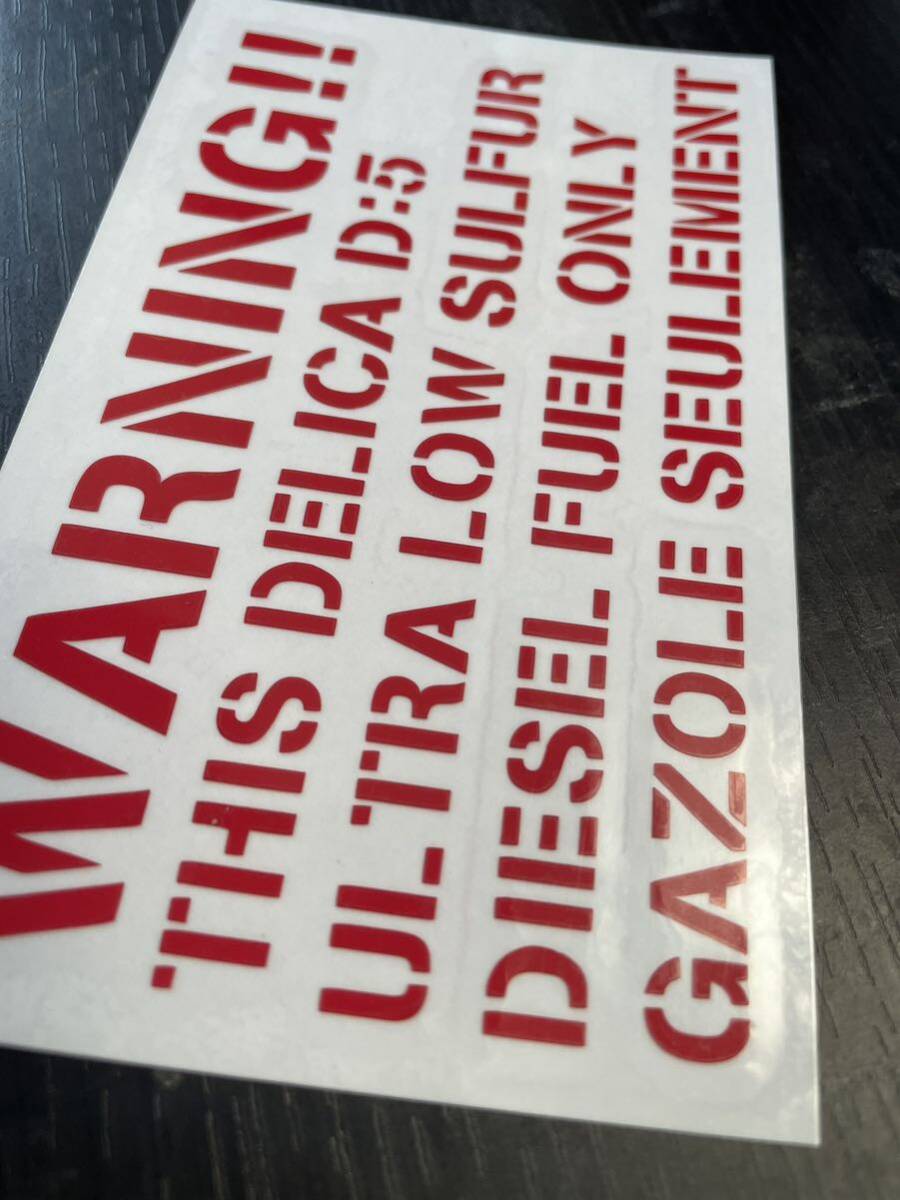 WARNING!!
THIS DELICA D:5
ULTRA LOW SULFUR
DIESEL FUEL ONLY
GAZOLE SEULEMENT